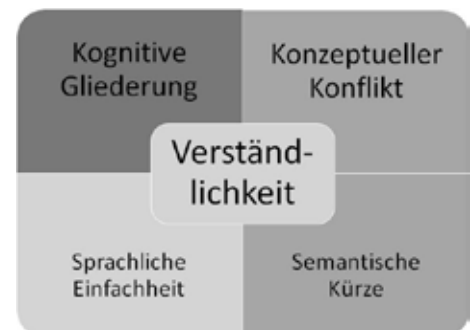 Kognitive
Gliederung
Konzeptueller
Konflikt
Verständ-
lichkeit
Sprachliche
Einfachheit
Semantische
Kürze